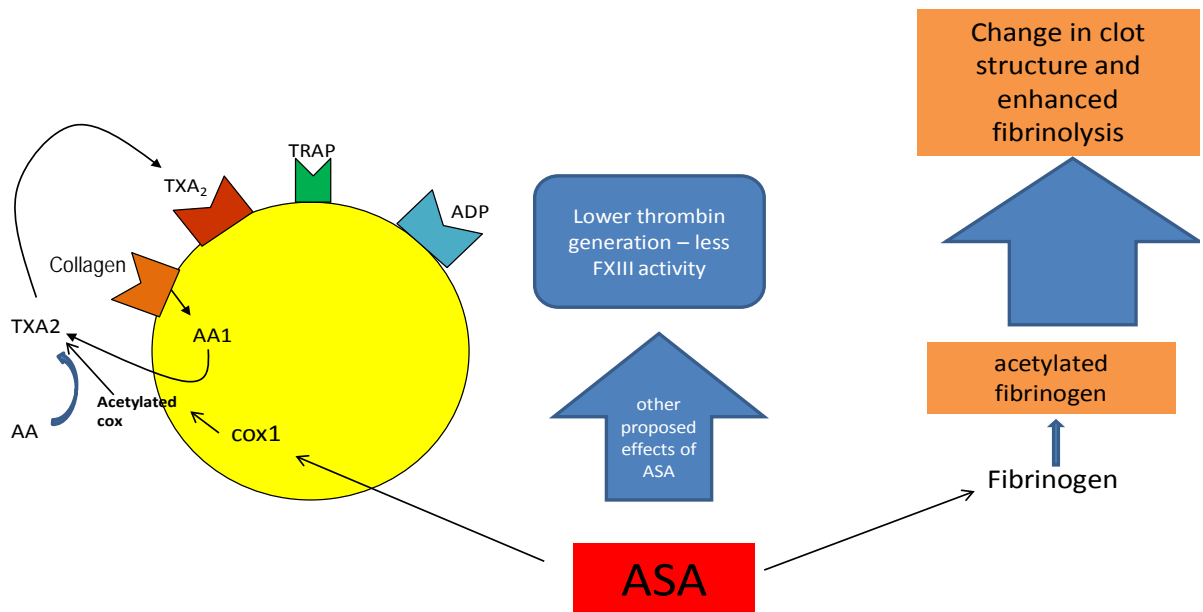 TRAP
TXA₂
ADP
Collagen
TXA2
AA1
Acetylated
cox
AA
cox1
Lower thrombin
generation – less
FXIII activity
other
proposed
effects of
ASA
ASA
Change in clot
structure and
enhanced
fibrinolysis
acetylated
fibrinogen
Fibrinogen